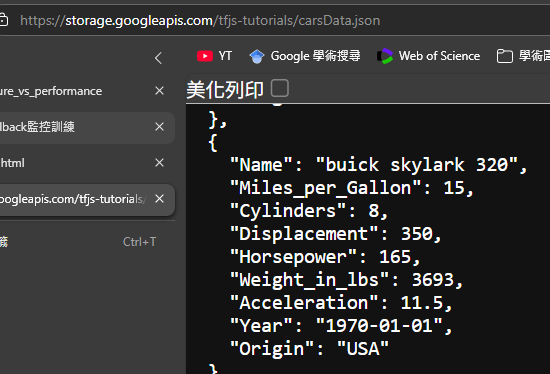 https://storage.googleapis.com/tfjs-tutorials/carsData.json
YT
Google 學術搜尋
Web of Science
美化列印
ure_vs_performance
lback監控訓練
html
oogleapis.com/tfjs-tutorials/
Ctrl+T
},
{
"Name": "buick skylark 320",
"Miles_per_Gallon": 15,
"Cylinders": 8,
"Displacement": 350,
"Horsepower": 165,
"Weight_in_lbs": 3693,
"Acceleration": 11.5,
"Year": "1970-01-01",
"Origin": "USA"
}